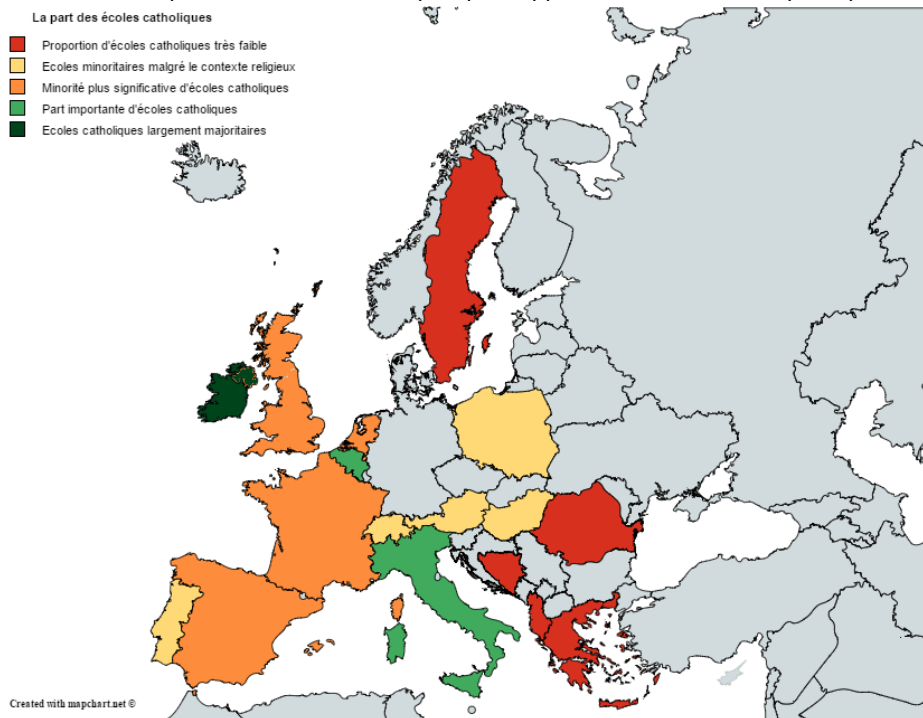 La part des écoles catholiques
Proportion d'écoles catholiques très faible
Ecoles minoritaires malgré le contexte religieux
Minorité plus significative d'écoles catholiques
Part importante d'écoles catholiques
Ecoles catholiques largement majoritaires
Created with mapchart.net ©